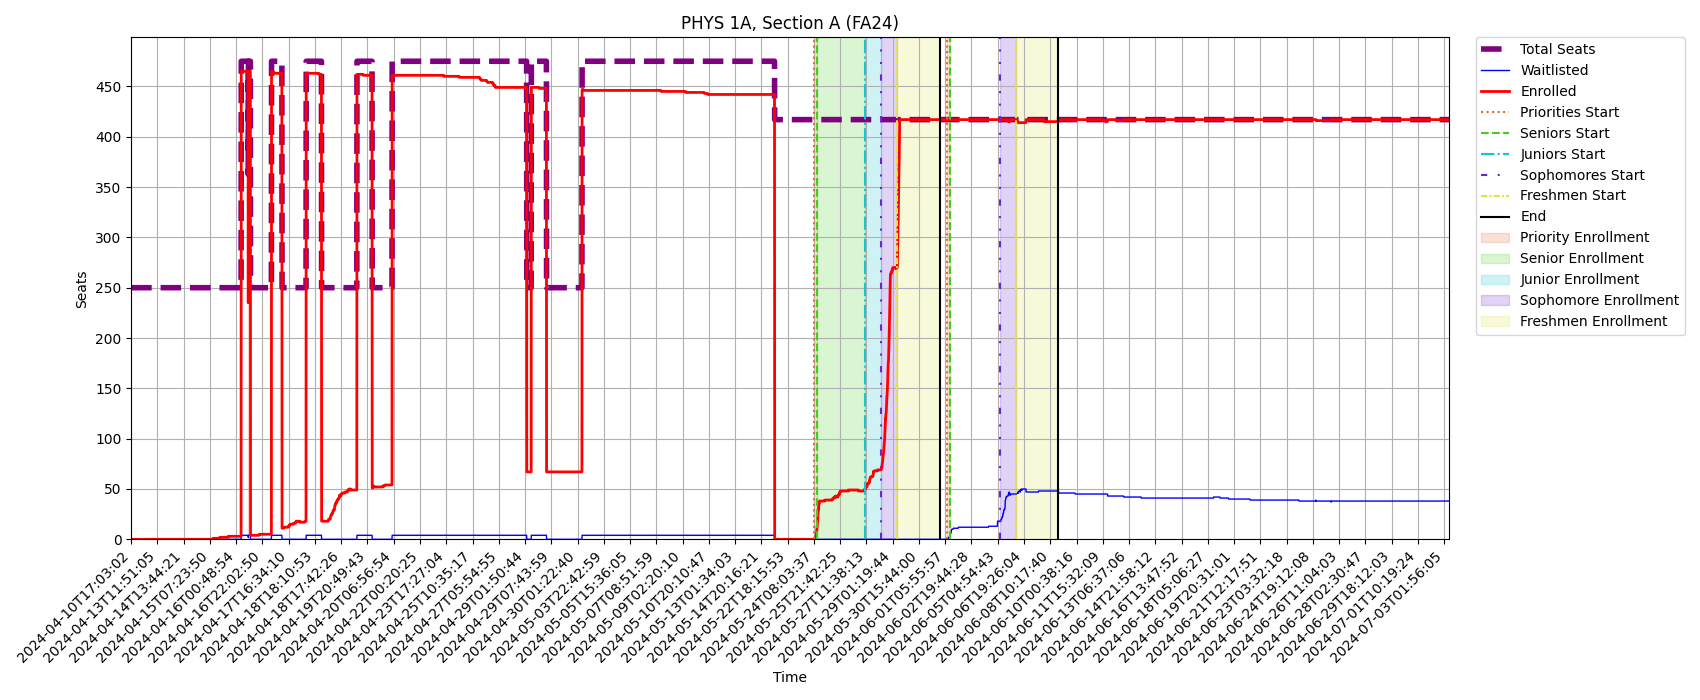 PHYS 1A, Section A (FA24)
Seats
450
400
350
300
250
200
150
100
50
0
2024-04-10T17:03:02
2024-04-13T11:51:05
2024-04-14T13:44:21
2024-04-15T07:23:50
2024-04-16T00:48:54
2024-04-16T22:02:50
2024-04-17T16:34:10
2024-04-18T18:10:53
2024-04-18T17:42:26
2024-04-19T20:49:43
2024-04-20T06:56:54
2024-04-22T00:20:25
2024-04-23T17:27:04
2024-04-25T10:35:17
2024-04-27T06:54:55
2024-04-29T01:50:44
2024-04-29T07:43:59
2024-04-30T01:22:40
2024-05-03T22:42:59
2024-05-05T15:36:05
2024-05-07T08:51:59
2024-05-09T02:20:10
2024-05-10T20:10:47
2024-05-13T01:34:03
2024-05-14T20:16:21
2024-05-22T18:15:53
2024-05-24T08:03:37
2024-05-25T21:42:25
2024-05-27T11:38:13
2024-05-29T01:19:44
2024-05-30T15:44:00
2024-06-01T05:55:57
2024-06-02T19:44:28
2024-06-05T04:54:43
2024-06-06T19:26:04
2024-06-08T10:17:40
2024-06-10T00:38:16
2024-06-11T15:32:09
2024-06-13T06:37:06
2024-06-14T21:58:12
2024-06-16T13:47:52
2024-06-18T05:06:27
2024-06-19T20:31:01
2024-06-21T12:17:51
2024-06-23T03:32:18
2024-06-24T19:12:08
2024-06-26T11:04:03
2024-06-28T02:30:47
2024-06-29T18:12:03
2024-07-01T10:19:24
2024-07-03T01:56:05
Time
Total Seats
Waitlisted
Enrolled
Priorities Start
Seniors Start
Juniors Start
Sophomores Start
Freshmen Start
End
Priority Enrollment
Senior Enrollment
Junior Enrollment
Sophomore Enrollment
Freshmen Enrollment